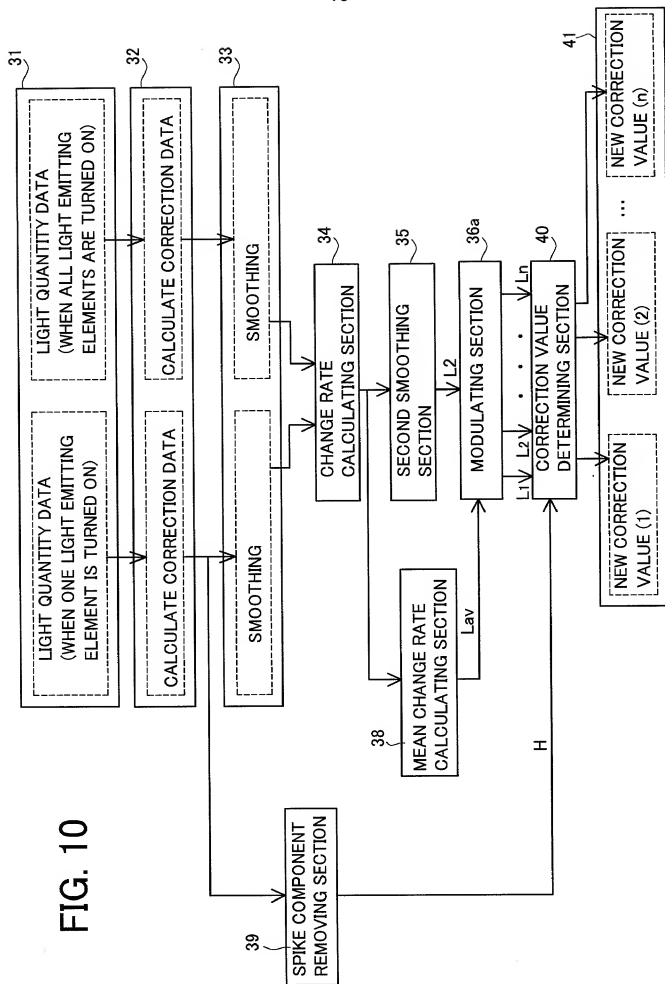 FIG. 10
31
LIGHT QUANTITY DATA
(WHEN ONE LIGHT EMITTING
ELEMENT IS TURNED ON)
LIGHT QUANTITY DATA
(WHEN ALL LIGHT EMITTING
ELEMENTS ARE TURNED ON)
32
CALCULATE CORRECTION DATA
CALCULATE CORRECTION DATA
33
SMOOTHING
SMOOTHING
34
CHANGE RATE
CALCULATING SECTION
35
SECOND SMOOTHING
SECTION
38
MEAN CHANGE RATE
CALCULATING SECTION
39
SPIKE COMPONENT
REMOVING SECTION
L2
Lav
36a
MODULATING SECTION
L1
L2
. . .
Ln
H
40
CORRECTION VALUE
DETERMINING SECTION
41
NEW CORRECTION
VALUE (1)
NEW CORRECTION
VALUE (2)
...
NEW CORRECTION
VALUE (n)